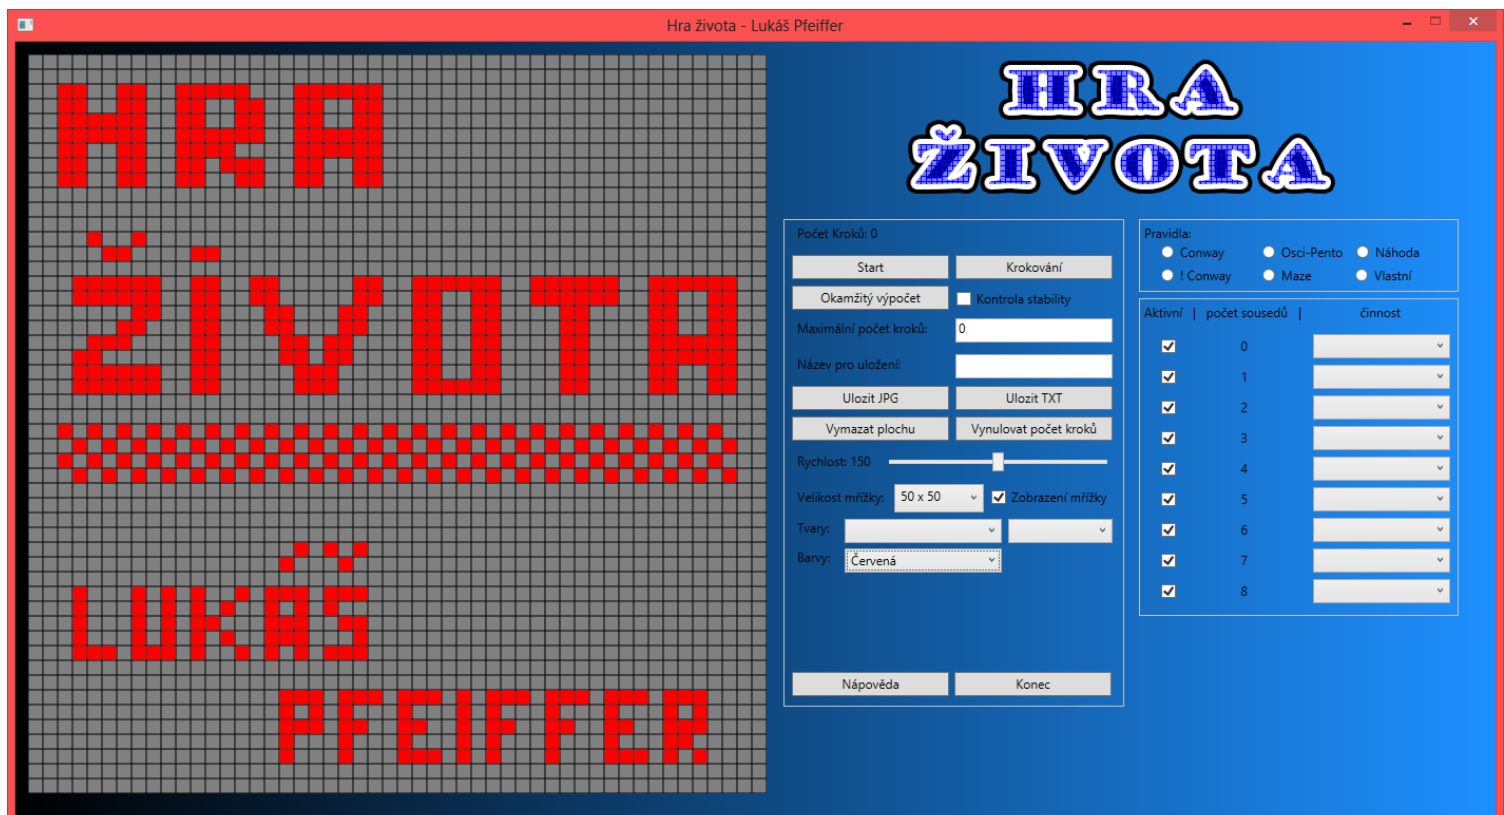 Hra života - Lukáš Pfeiffer
HRA
ŽIVOTA
LUKÁŠ
PFEIFFER
HRA
ŽIVOTA
Počet Kroků: 0
Start Krokování
Okamžitý výpočet Kontrola stability
Maximální počet kroků: 0
Název pro uložení:
Ulozit JPG Ulozit TXT
Vymazat plochu Vynulovat počet kroků
Rychlost: 150
Velikost mřížky: 50 x 50 Zobrazení mřížky
Tvary:
Barvy: Červená
Nápověda Konec
Pravidla:
Conway Osci-Pento Náhoda
! Conway Maze Vlastní
Aktivní | počet sousedů | činnost
0
1
2
3
4
5
6
7
8